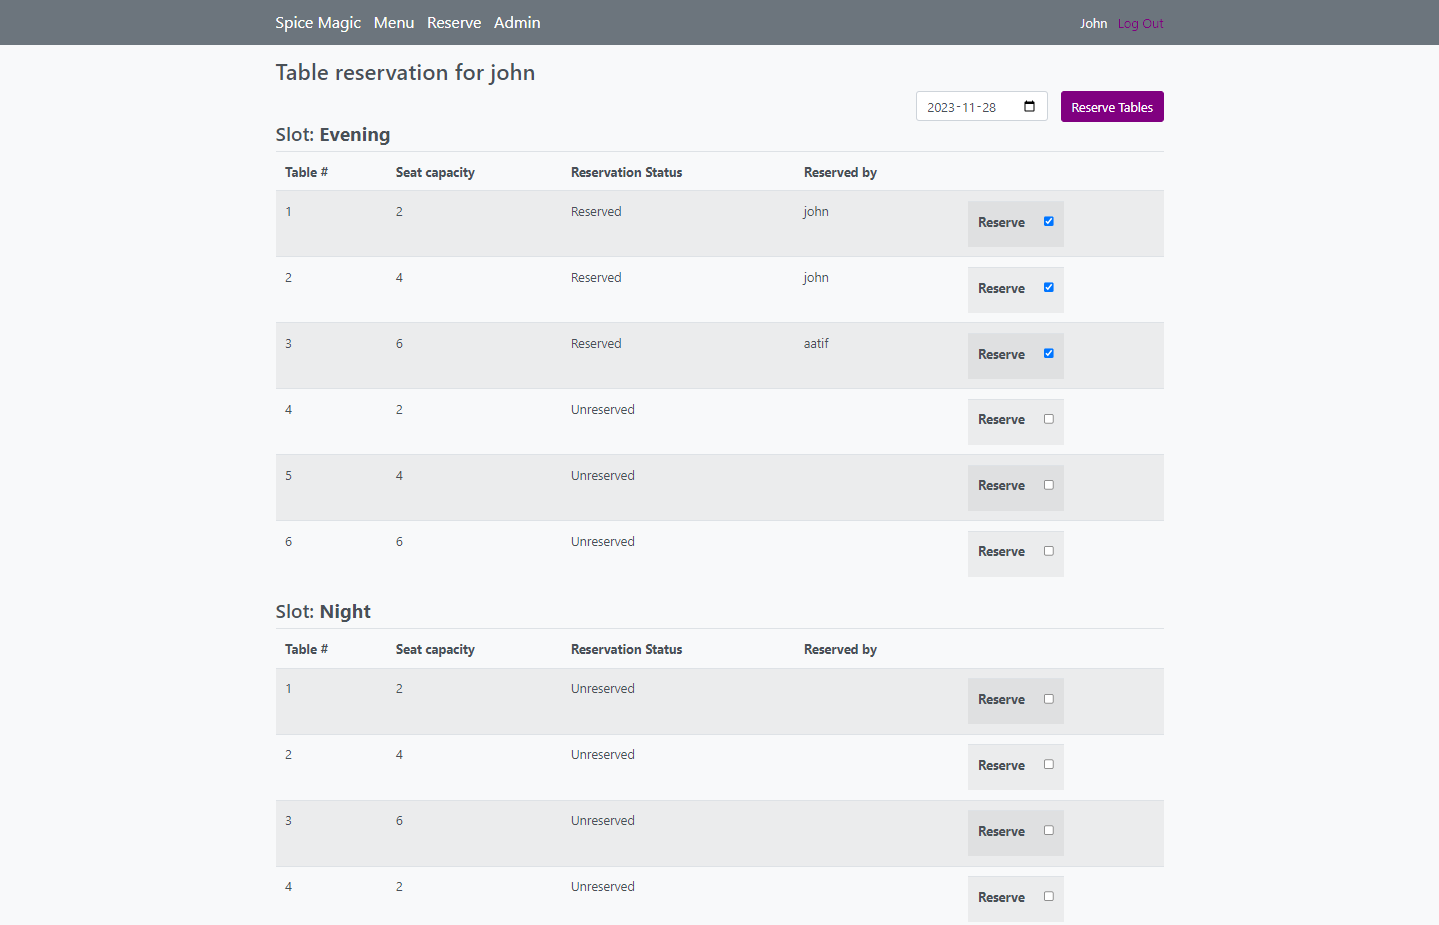 Spice Magic Menu Reserve Admin John Log Out
Table reservation for john
2023-11-28 Reserve Tables
Slot: Evening
Table # Seat capacity Reservation Status Reserved by
1 2 Reserved john Reserve
2 4 Reserved john Reserve
3 6 Reserved aatif Reserve
4 2 Unreserved Reserve
5 4 Unreserved Reserve
6 6 Unreserved Reserve
Slot: Night
Table # Seat capacity Reservation Status Reserved by
1 2 Unreserved Reserve
2 4 Unreserved Reserve
3 6 Unreserved Reserve
4 2 Unreserved Reserve